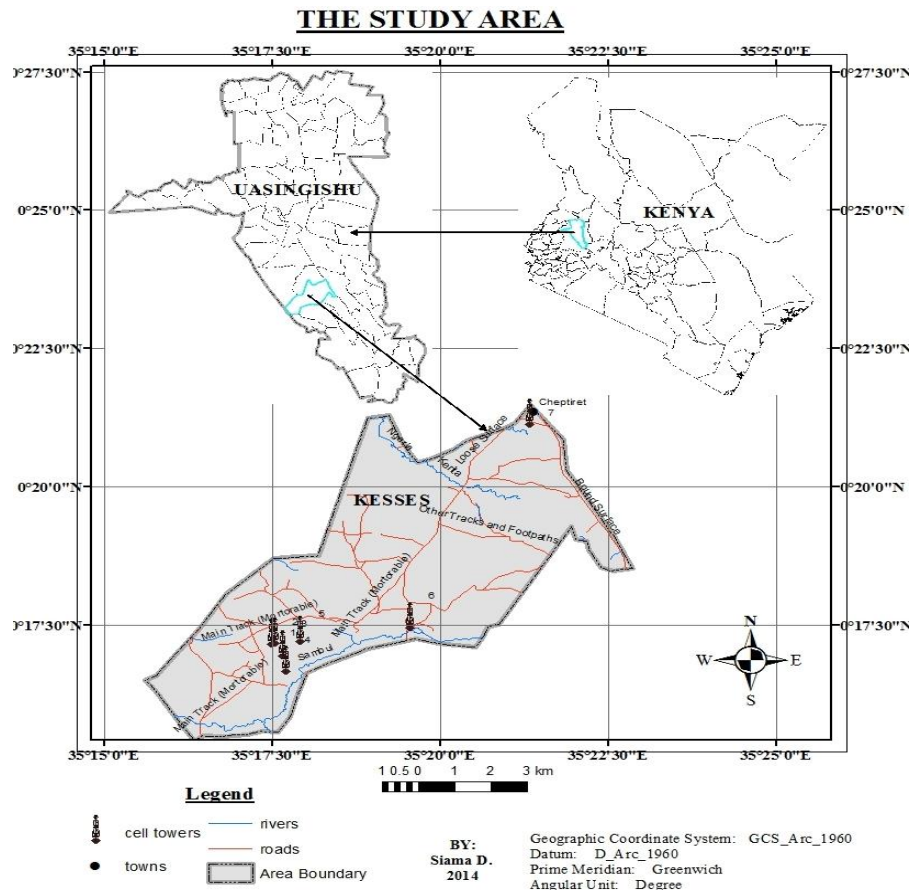 THE STUDY AREA
35°15'0"E 35°17'30"E 35°20'0"E 35°22'30"E 35°25'0"E
0°27'30"N 0°27'30"N
UASINGISHU
KENYA
0°25'0"N 0°25'0"N
0°22'30"N 0°22'30"N
Cheptiret
7
Loose Surface
Kerita
Bound Surface
0°20'0"N 0°20'0"N
KESSES
Other Tracks and Footpaths
Main Track (Mortorable)
6
5
Main Track (Mortorable)
0°17'30"N 0°17'30"N
4
Sambul
Main Track (Mortorable)
N
W E
S
35°15'0"E 35°17'30"E 35°20'0"E 35°22'30"E 35°25'0"E
1 0.5 0 1 2 3 km
Legend
cell towers
rivers
roads
towns
Area Boundary
BY:
Siama D.
2014
Geographic Coordinate System: GCS_Arc_1960
Datum: D_Arc_1960
Prime Meridian: Greenwich
Angular Unit: Degree